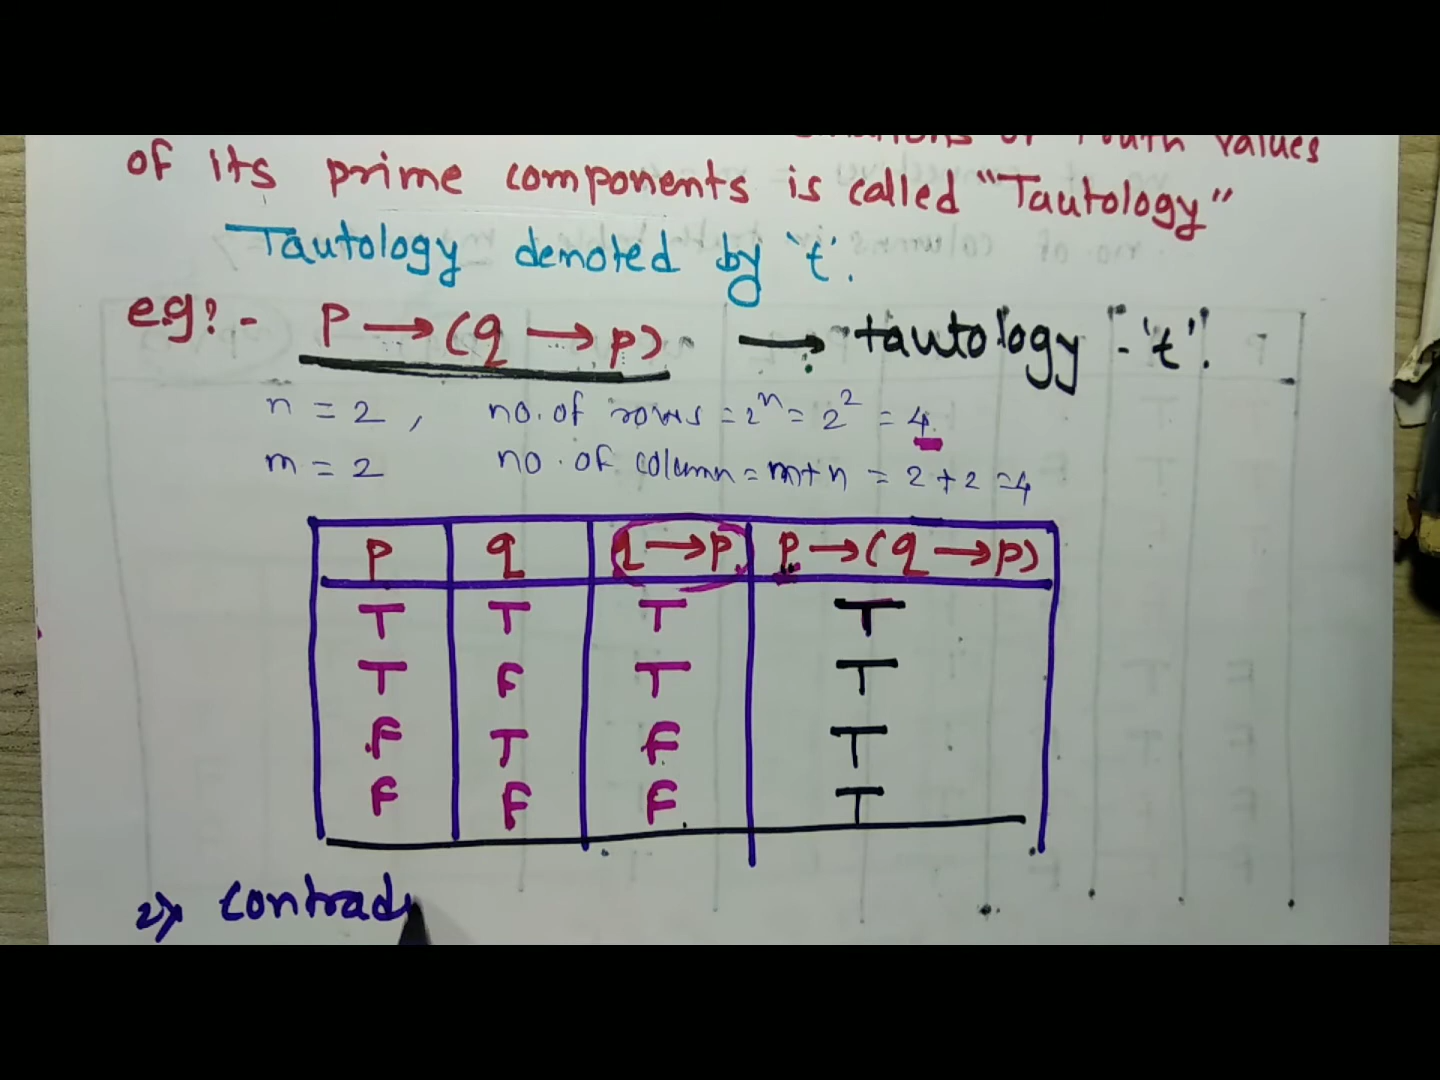 of its prime components is called "Tautology"
Tautology denoted by 't'.
e.g:- P → (q → p) → tautology - 't'.
n = 2, no. of rows = 2^n = 2^2 = 4
m = 2 no. of column = m+n = 2 + 2 = 4
p q q → p p → (q → p)
T T T T
T F T T
F T F T
F F F T
2) Contrad